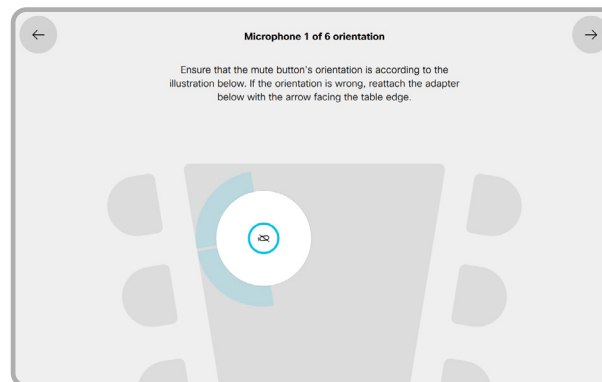 Microphone 1 of 6 orientation
Ensure that the mute button's orientation is according to the
illustration below. If the orientation is wrong, reattach the adapter
below with the arrow facing the table edge.